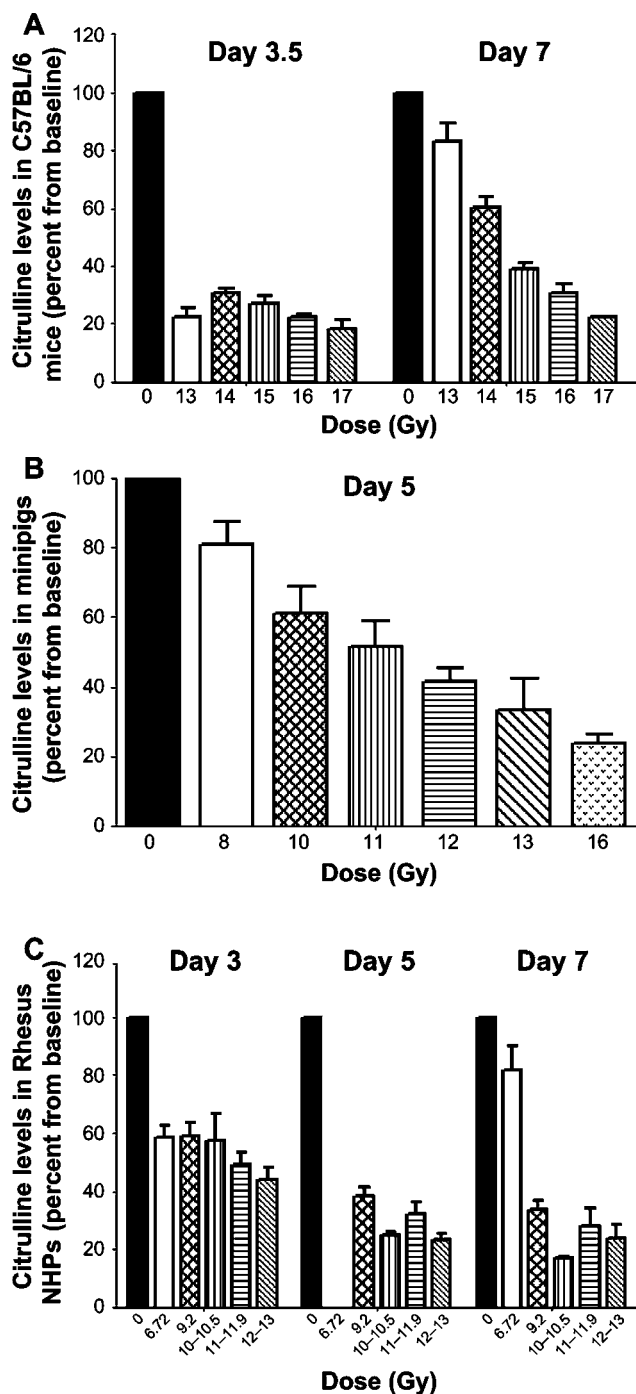 A
Day 3.5
Day 7
Citrulline levels in C57BL/6
mice (percent from baseline)
120
100
80
60
40
20
0
0 13 14 15 16 17
0 13 14 15 16 17
Dose (Gy)
B
Day 5
Citrulline levels in minipigs
(percent from baseline)
100
80
60
40
20
0
0 8 10 11 12 13 16
Dose (Gy)
C
Day 3
Day 5
Day 7
Citrulline levels in Rhesus
NHPs (percent from baseline)
120
100
80
60
40
20
0
0 6.72 9.2 10–10.5 11–11.9 12–13
0 6.72 9.2 10–10.5 11–11.9 12–13
0 6.72 9.2 10–10.5 11–11.9 12–13
Dose (Gy)